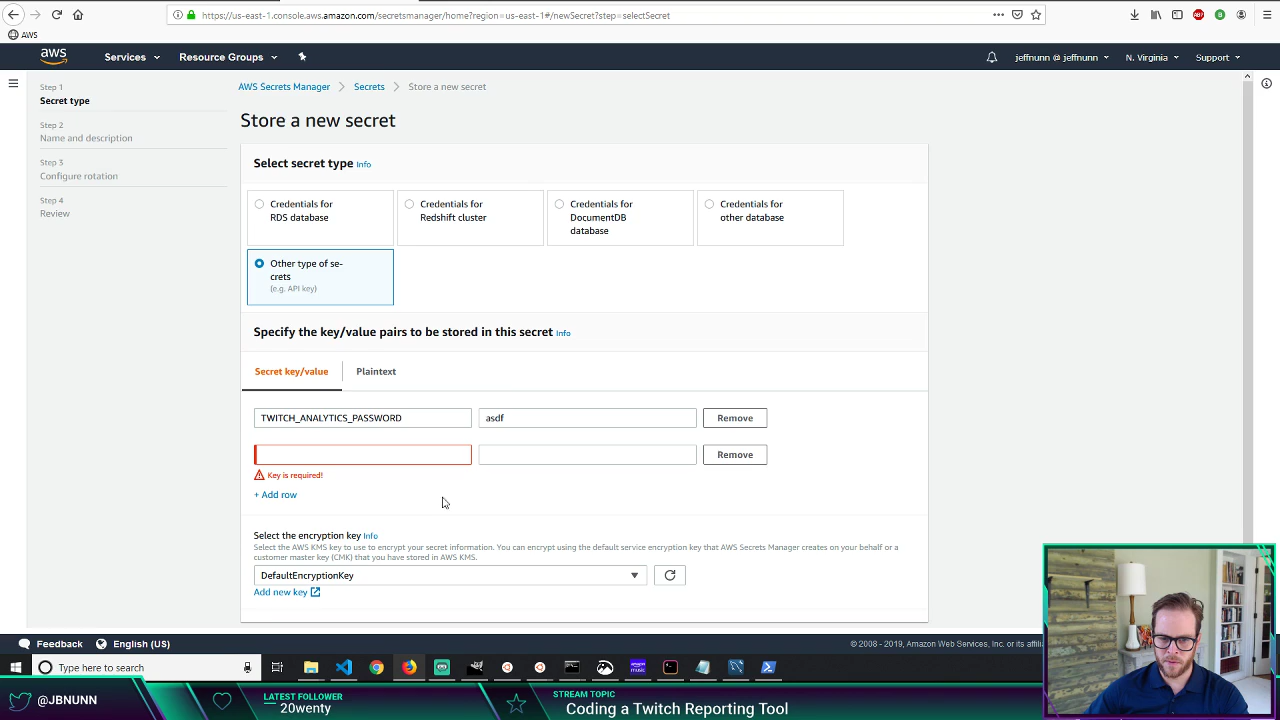 https://us-east-1.console.aws.amazon.com/secretsmanager/home?region=us-east-1#/newSecret?step=selectSecret
AWS
aws
Services
Resource Groups
jeffnunn @ jeffnunn
N. Virginia
Support
Step 1
Secret type
Step 2
Name and description
Step 3
Configure rotation
Step 4
Review
AWS Secrets Manager
Secrets
Store a new secret
Store a new secret
Select secret type Info
Credentials for
RDS database
Credentials for
Redshift cluster
Credentials for
DocumentDB
database
Credentials for
other database
Other type of se-
crets
(e.g. API key)
Specify the key/value pairs to be stored in this secret Info
Secret key/value
Plaintext
TWITCH_ANALYTICS_PASSWORD
asdf
Remove
Remove
Key is required!
+ Add row
Select the encryption key Info
Select the AWS KMS key to use to encrypt your secret information. You can encrypt using the default service encryption key that AWS Secrets Manager creates on your behalf or a
customer master key (CMK) that you have stored in AWS KMS.
DefaultEncryptionKey
Add new key
Feedback
English (US)
© 2008 - 2019, Amazon Web Services, Inc. or its affili
Type here to search
@JBNUNN
LATEST FOLLOWER
20wenty
STREAM TOPIC
Coding a Twitch Reporting Tool